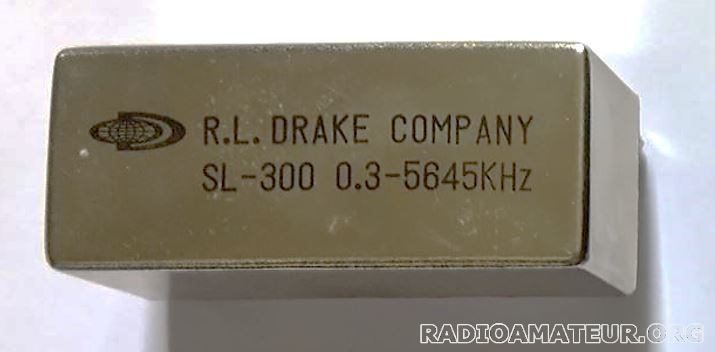 R.L. DRAKE COMPANY
SL-300 0.3-5645KHz
RADIOAMATEUR.ORG